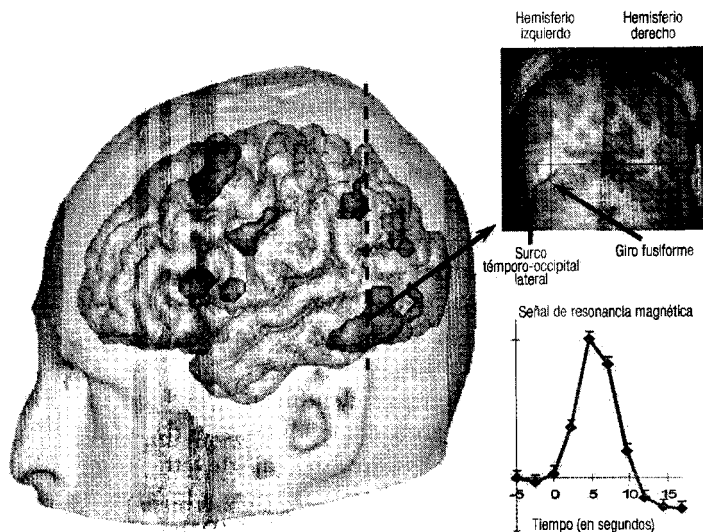 Hemisferio
izquierdo
Hemisferio
derecho
Surco
témporo-occipital
lateral
Giro fusiforme
Señal de resonancia magnética
-5 0 5 10 15
Tiempo (en segundos)